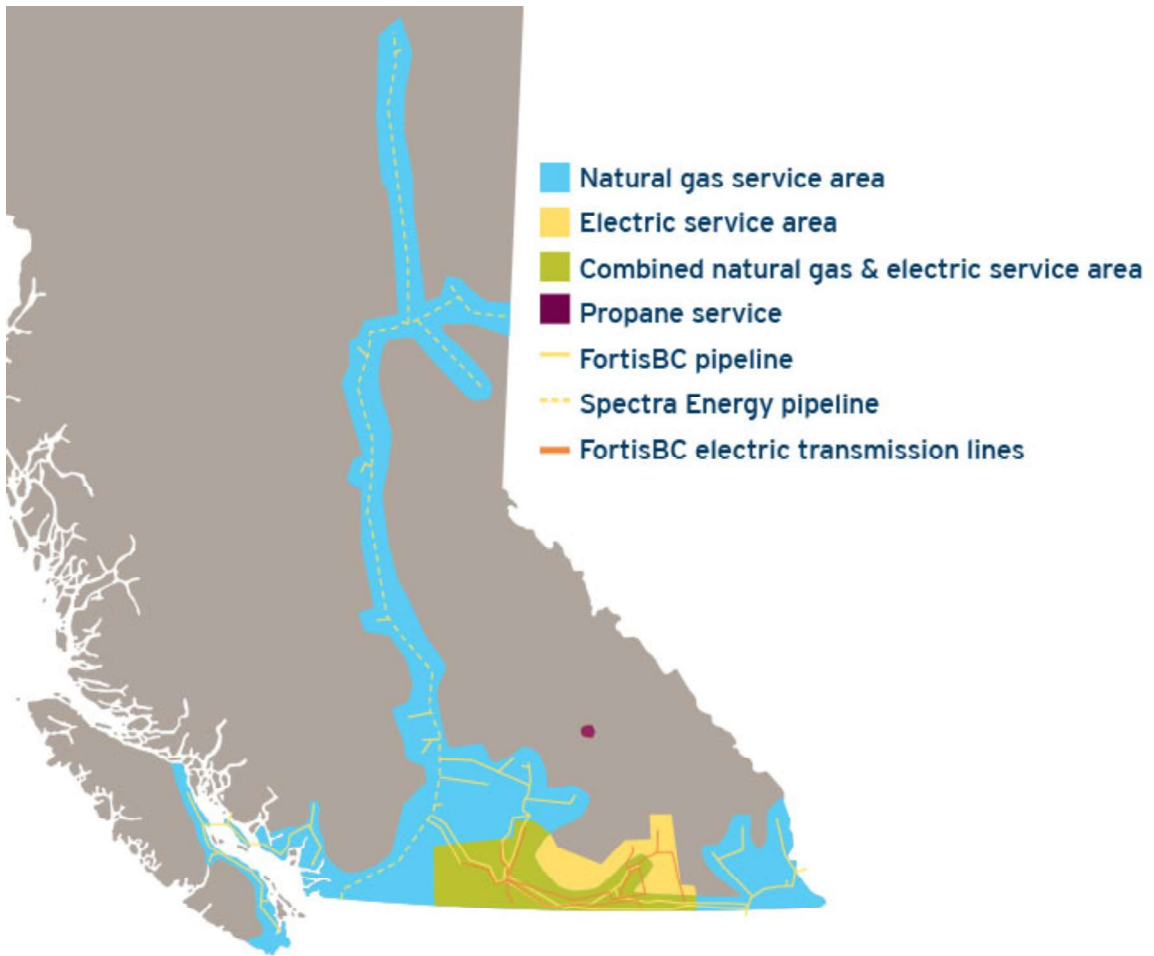 Natural gas service area
Electric service area
Combined natural gas & electric service area
Propane service
FortisBC pipeline
Spectra Energy pipeline
FortisBC electric transmission lines